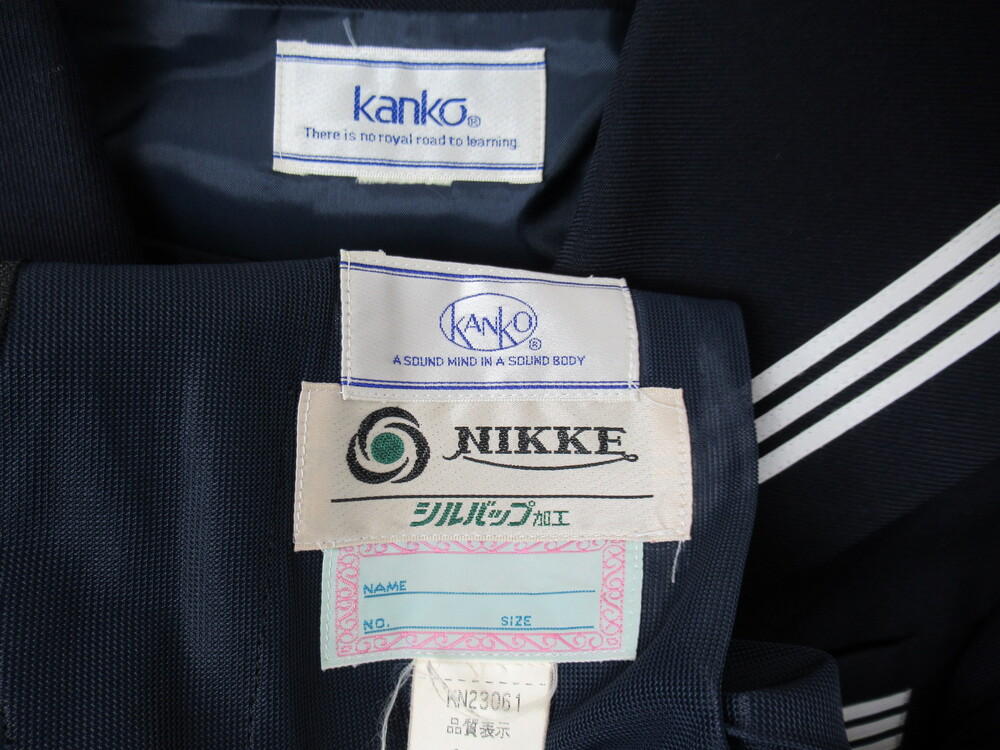 kanko®
There is no royal road to learning.
KANKO®
A SOUND MIND IN A SOUND BODY
NIKKE
シルバップ加工
NAME
NO. SIZE
KN23061
品質表示